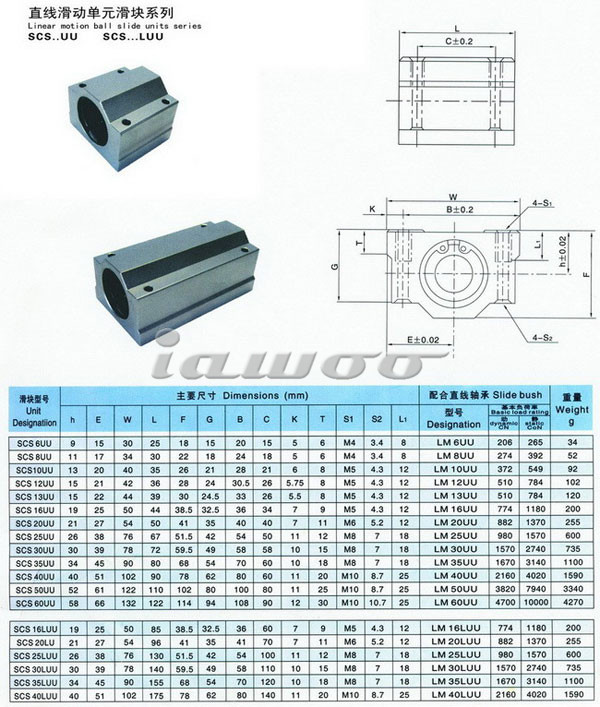 直线滑动单元滑块系列
Linear motion ball slide units series
SCS..UU SCS...LUU
L
C±0.2
W
K B±0.2
4-S1
T
G
L1
h±0.02
F
E±0.02
4-S2
iawoo
滑块型号 Unit Designatiion 主要尺寸 Dimensions (mm) 配合直线轴承 Slide bush 重量 Weight g
型号 Designation 基本负荷率 Basic load rating
h E W L F G B C K T S1 S2 L1 动 dynamic CN 静 static C₀N
SCS 6UU 9 15 30 25 18 15 20 15 5 6 M4 3.4 8 LM 6UU 206 265 34
SCS 8UU 11 17 34 30 22 18 24 18 5 6 M4 3.4 8 LM 8UU 274 392 52
SCS10UU 13 20 40 35 26 21 28 21 6 8 M5 4.3 12 LM 10UU 372 549 92
SCS 12UU 15 21 42 36 28 24 30.5 26 5.75 8 M5 4.3 12 LM 12UU 510 784 102
SCS 13UU 15 22 44 39 30 24.5 33 26 5.5 8 M5 4.3 12 LM 13UU 510 784 120
SCS 16UU 19 25 50 44 38.5 32.5 36 34 7 9 M5 4.3 12 LM 16UU 774 1180 200
SCS 20UU 21 27 54 50 41 35 40 40 7 11 M6 5.2 12 LM 20UU 882 1370 255
SCS 25UU 26 38 76 67 51.5 42 54 50 11 12 M8 7 18 LM 25UU 980 1570 600
SCS 30UU 30 39 78 72 59.5 49 58 58 10 15 M8 7 18 LM 30UU 1570 2740 735
SCS 35UU 34 45 90 80 68 54 70 60 10 18 M8 7 18 LM 35UU 1670 3140 1100
SCS 40UU 40 51 102 90 78 62 80 60 11 20 M10 8.7 25 LM 40UU 2160 4020 1590
SCS 50UU 52 61 122 110 102 80 100 80 11 25 M10 8.7 25 LM 50UU 3820 7940 3340
SCS 60UU 58 66 132 122 114 94 108 90 12 30 M10 10.7 25 LM 60UU 4700 10000 4270
SCS 16LUU 19 25 50 85 38.5 32.5 36 60 7 9 M5 4.3 12 LM 16LUU 774 1180 200
SCS 20LU 21 27 54 96 41 35 41 70 7 11 M6 5.2 12 LM 20LUU 882 1370 255
SCS 25LUU 26 38 76 130 51.5 42 54 100 11 12 M8 7 18 LM 25LUU 980 1570 600
SCS 30LUU 30 39 78 140 59.5 49 58 110 10 15 M8 7 18 LM 30LUU 1570 2740 735
SCS 35LUU 34 45 90 155 68 54 70 120 10 18 M8 7 18 LM 35LUU 1670 3140 1100
SCS 40LUU 40 51 102 175 78 62 80 140 11 20 M10 8.7 25 LM 40LUU 2160 4020 1590